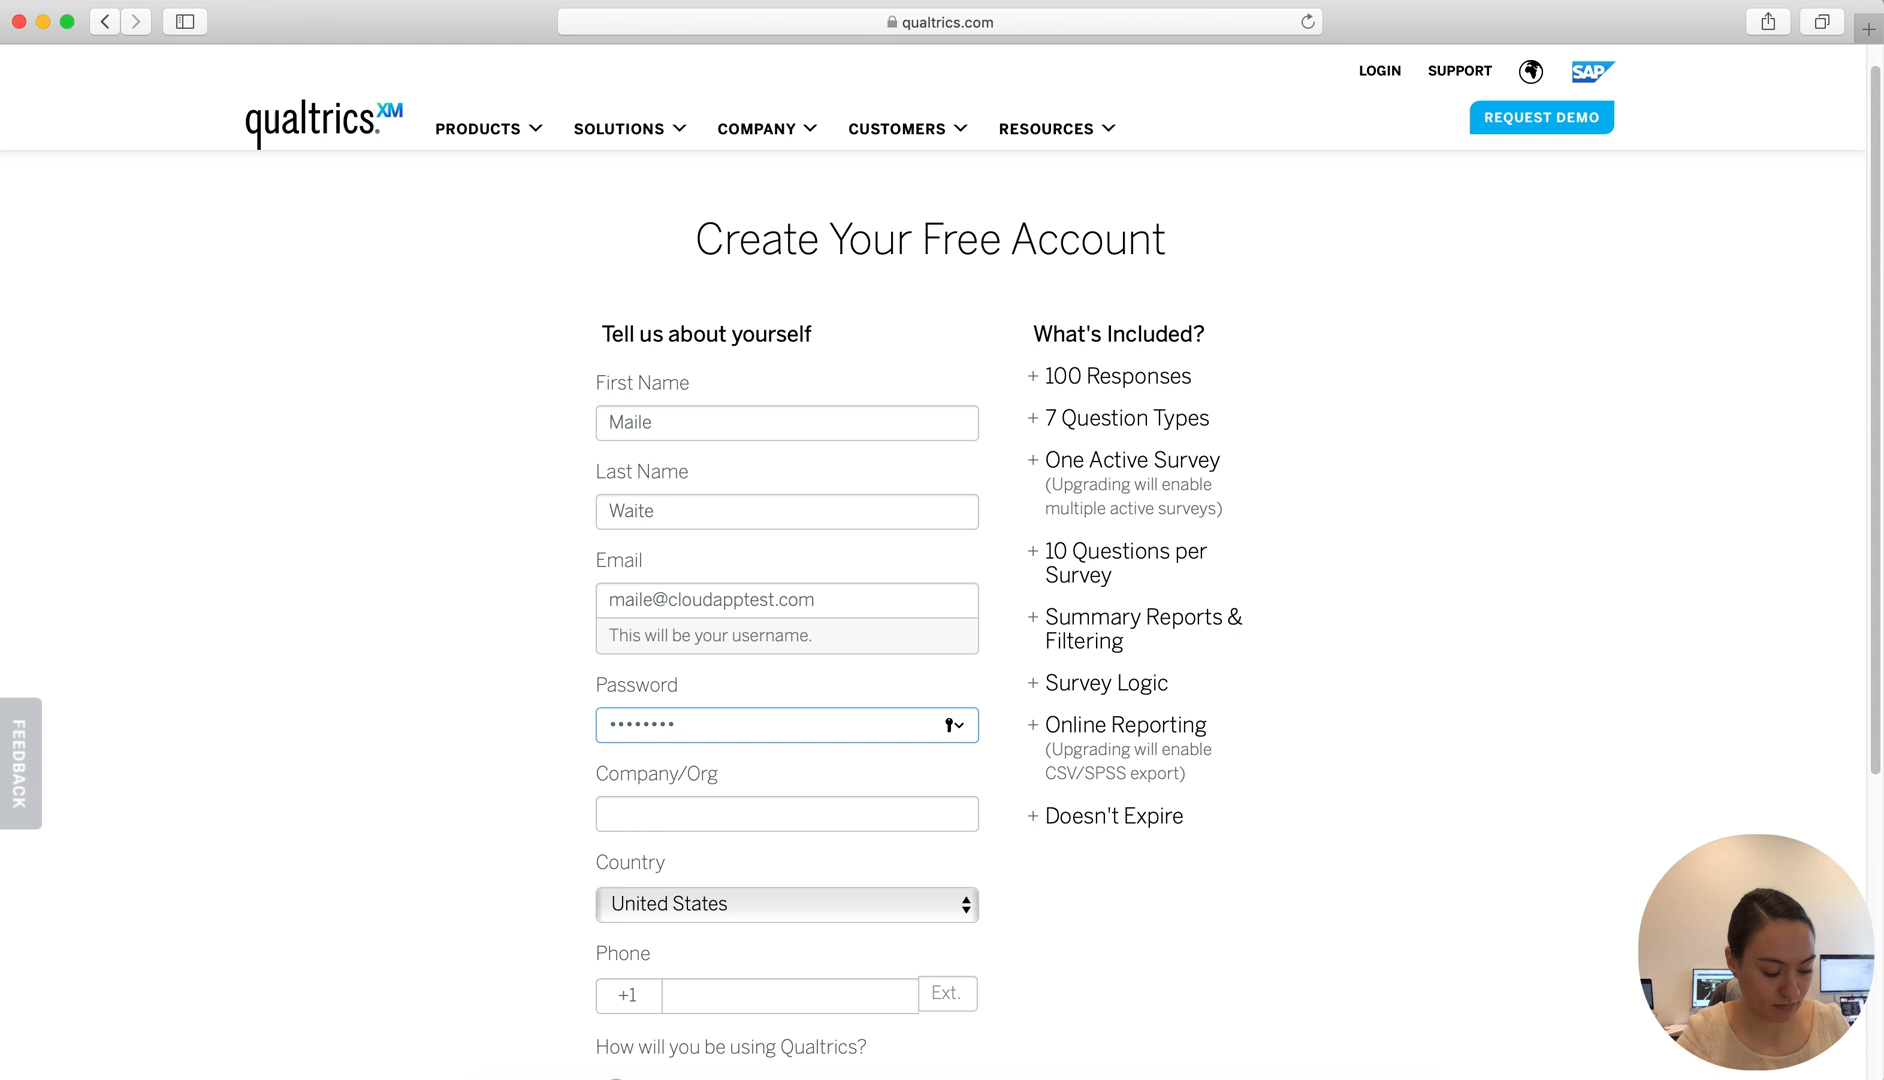 qualtrics.com
LOGIN SUPPORT SAP
qualtrics.XM
PRODUCTS SOLUTIONS COMPANY CUSTOMERS RESOURCES
REQUEST DEMO
Create Your Free Account
Tell us about yourself
First Name
Maile
Last Name
Waite
Email
maile@cloudapptest.com
This will be your username.
Password
••••••••
Company/Org
Country
United States
Phone
+1 Ext.
How will you be using Qualtrics?
What's Included?
+ 100 Responses
+ 7 Question Types
+ One Active Survey
(Upgrading will enable
multiple active surveys)
+ 10 Questions per
Survey
+ Summary Reports &
Filtering
+ Survey Logic
+ Online Reporting
(Upgrading will enable
CSV/SPSS export)
+ Doesn't Expire
FEEDBACK